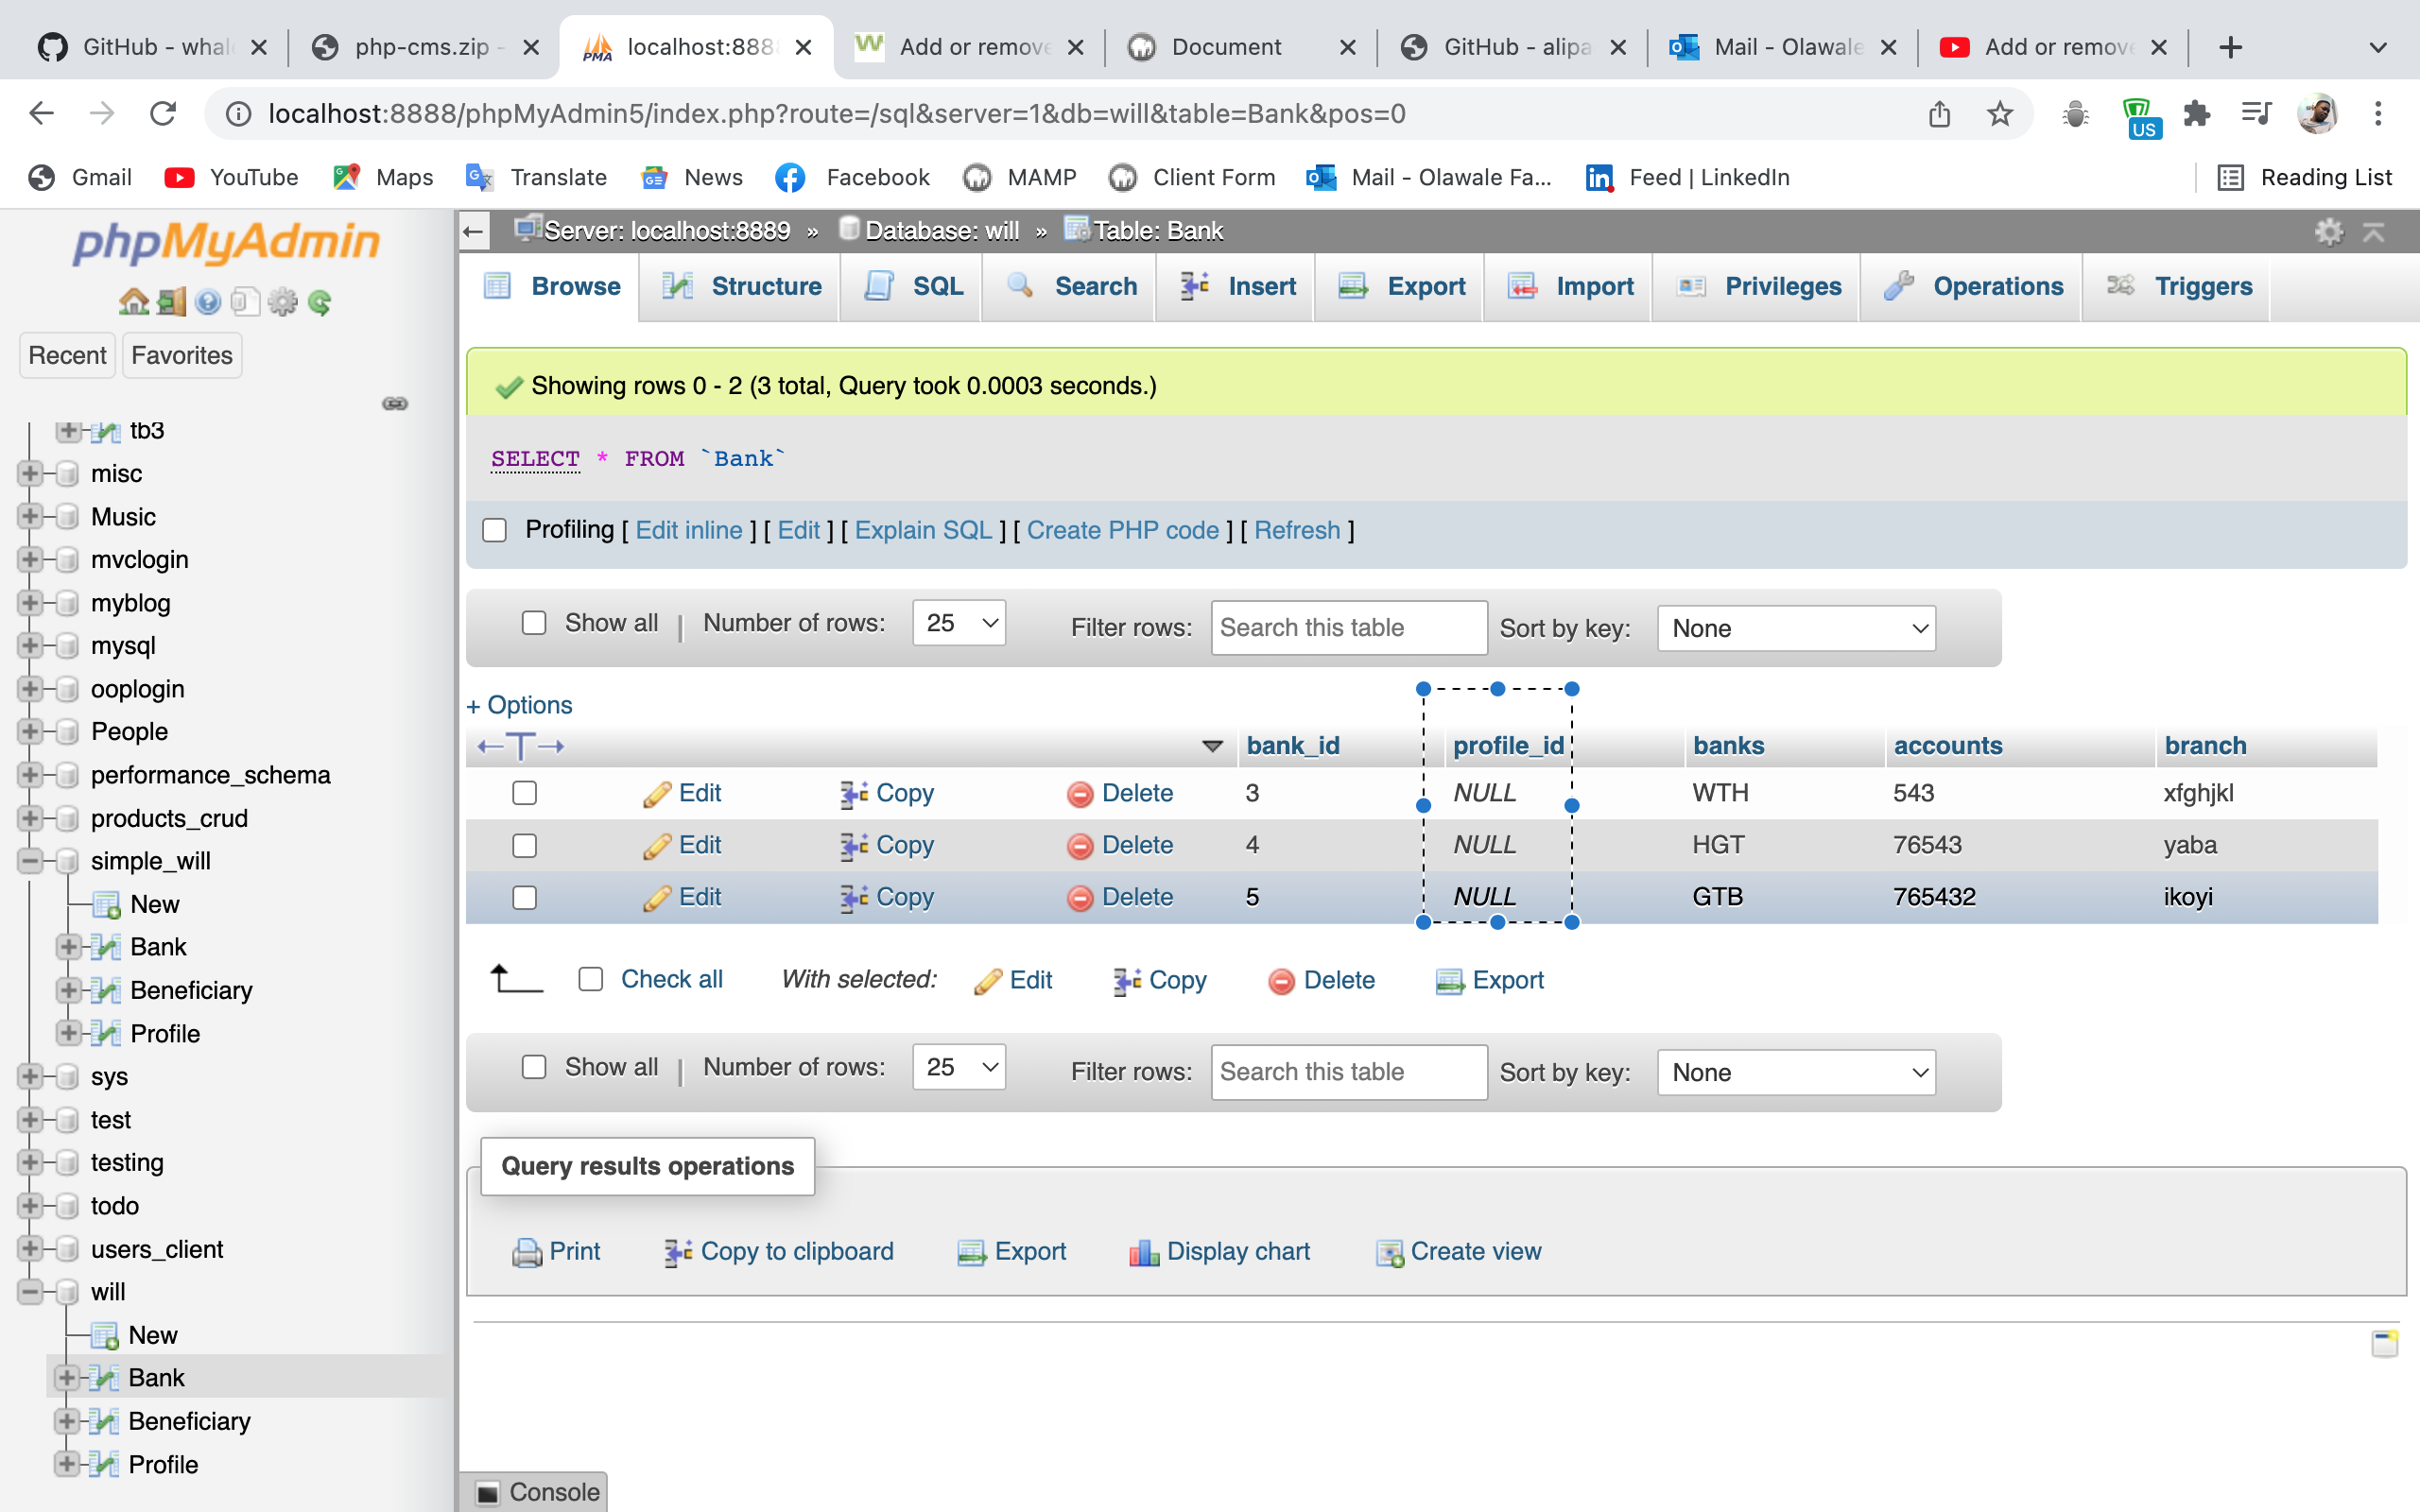 GitHub - whal
php-cms.zip -
localhost:888
Add or remove
Document
GitHub - alipa
Mail - Olawale
Add or remov
localhost:8888/phpMyAdmin5/index.php?route=/sql&server=1&db=will&table=Bank&pos=0
US
Gmail
YouTube
Maps
Translate
News
Facebook
MAMP
Client Form
Mail - Olawale Fa...
Feed | LinkedIn
Reading List
phpMyAdmin
Recent
Favorites
tb3
misc
Music
mvclogin
myblog
mysql
ooplogin
People
performance_schema
products_crud
simple_will
New
Bank
Beneficiary
Profile
sys
test
testing
todo
users_client
will
New
Bank
Beneficiary
Profile
Server: localhost:8889 » Database: will » Table: Bank
Browse Structure SQL Search Insert Export Import Privileges Operations Triggers
Showing rows 0 - 2 (3 total, Query took 0.0003 seconds.)
SELECT * FROM `Bank`
Profiling [ Edit inline ] [ Edit ] [ Explain SQL ] [ Create PHP code ] [ Refresh ]
Show all | Number of rows: 25 Filter rows: Search this table Sort by key: None
+ Options
bank_id profile_id banks accounts branch
Edit Copy Delete 3 NULL WTH 543 xfghjkl
Edit Copy Delete 4 NULL HGT 76543 yaba
Edit Copy Delete 5 NULL GTB 765432 ikoyi
Check all With selected: Edit Copy Delete Export
Show all | Number of rows: 25 Filter rows: Search this table Sort by key: None
Query results operations
Print Copy to clipboard Export Display chart Create view
Console